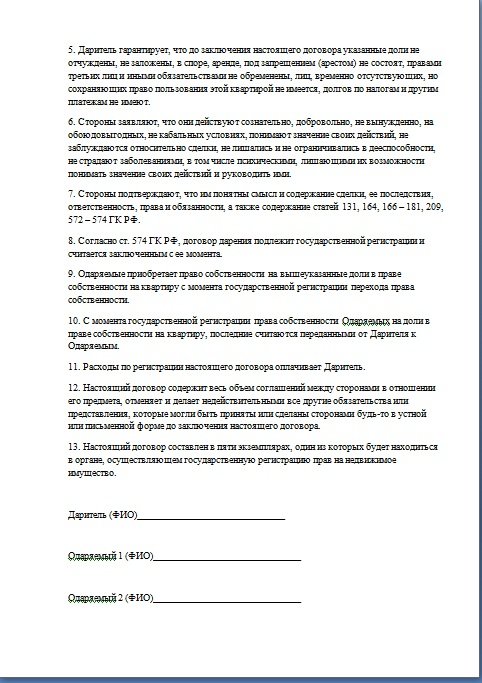 5. Даритель гарантирует, что до заключения настоящего договора указанные доли не
отчуждены, не заложены, в споре, аренде, под запрещением (арестом) не состоят, правами
третьих лиц и иными обязательствами не обременены, лиц, временно отсутствующих, но
сохраняющих право пользования этой квартирой не имеется, долгов по налогам и другим
платежам не имеют.
6. Стороны заявляют, что они действуют сознательно, добровольно, не вынужденно, на
обоюдовыгодных, не кабальных условиях, понимают значение своих действий, не
заблуждаются относительно сделки, не лишались и не ограничивались в дееспособности,
не страдают заболеваниями, в том числе психическими, лишающими их возможности
понимать значение своих действий и руководить ими.
7. Стороны подтверждают, что им понятны смысл и содержание сделки, ее последствия,
ответственность, права и обязанности, а также содержание статей 131, 164, 166 – 181, 209,
572 – 574 ГК РФ.
8. Согласно ст. 574 ГК РФ, договор дарения подлежит государственной регистрации и
считается заключенным с ее момента.
9. Одаряемые приобретает право собственности на вышеуказанные доли в праве
собственности на квартиру с момента государственной регистрации перехода права
собственности.
10. С момента государственной регистрации права собственности Одаряемых на доли в
праве собственности на квартиру, последние считаются переданными от Дарителя к
Одаряемым.
11. Расходы по регистрации настоящего договора оплачивает Даритель.
12. Настоящий договор содержит весь объем соглашений между сторонами в отношении
его предмета, отменяет и делает недействительными все другие обязательства или
представления, которые могли быть приняты или сделаны сторонами будь-то в устной
или письменной форме до заключения настоящего договора.
13. Настоящий договор составлен в пяти экземплярах, один из которых будет находиться
в органе, осуществляющем государственную регистрацию прав на недвижимое
имущество.
Даритель (ФИО)______________________________
Одаряемый 1 (ФИО)______________________________
Одаряемый 2 (ФИО)______________________________